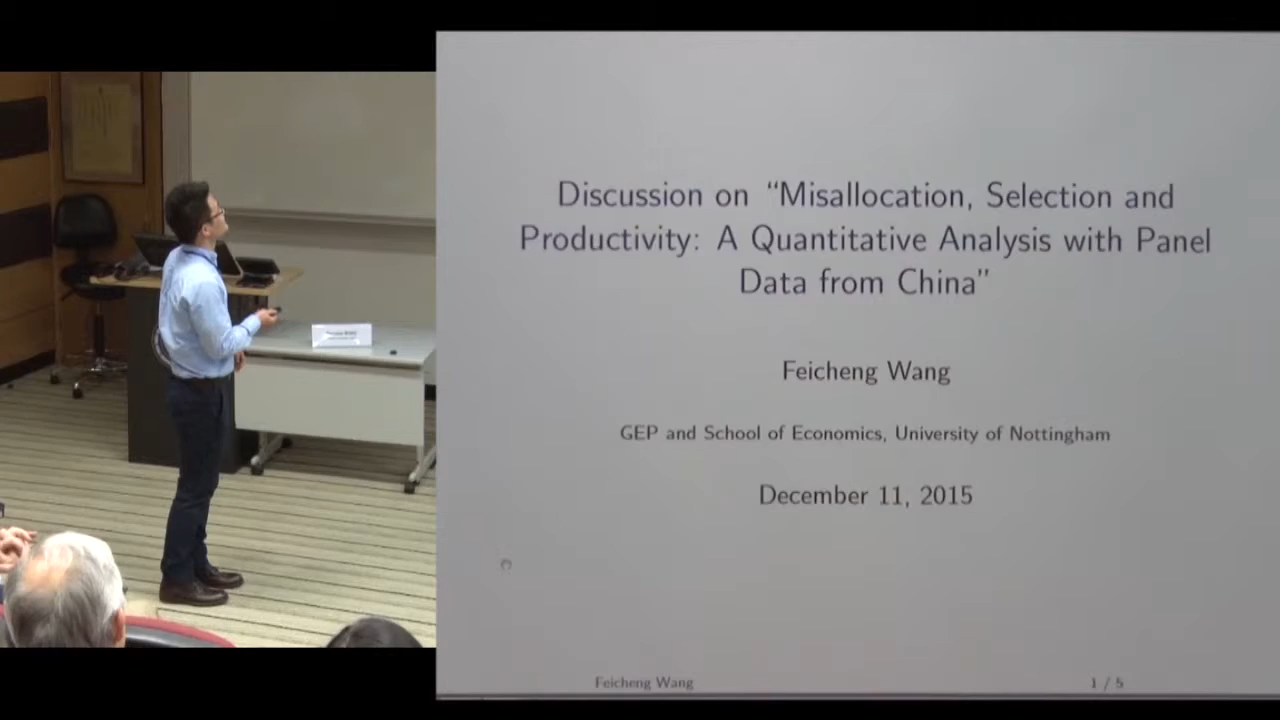 Discussion on “Misallocation, Selection and
Productivity: A Quantitative Analysis with Panel
Data from China”
Feicheng Wang
GEP and School of Economics, University of Nottingham
December 11, 2015
Feicheng Wang
1 / 5